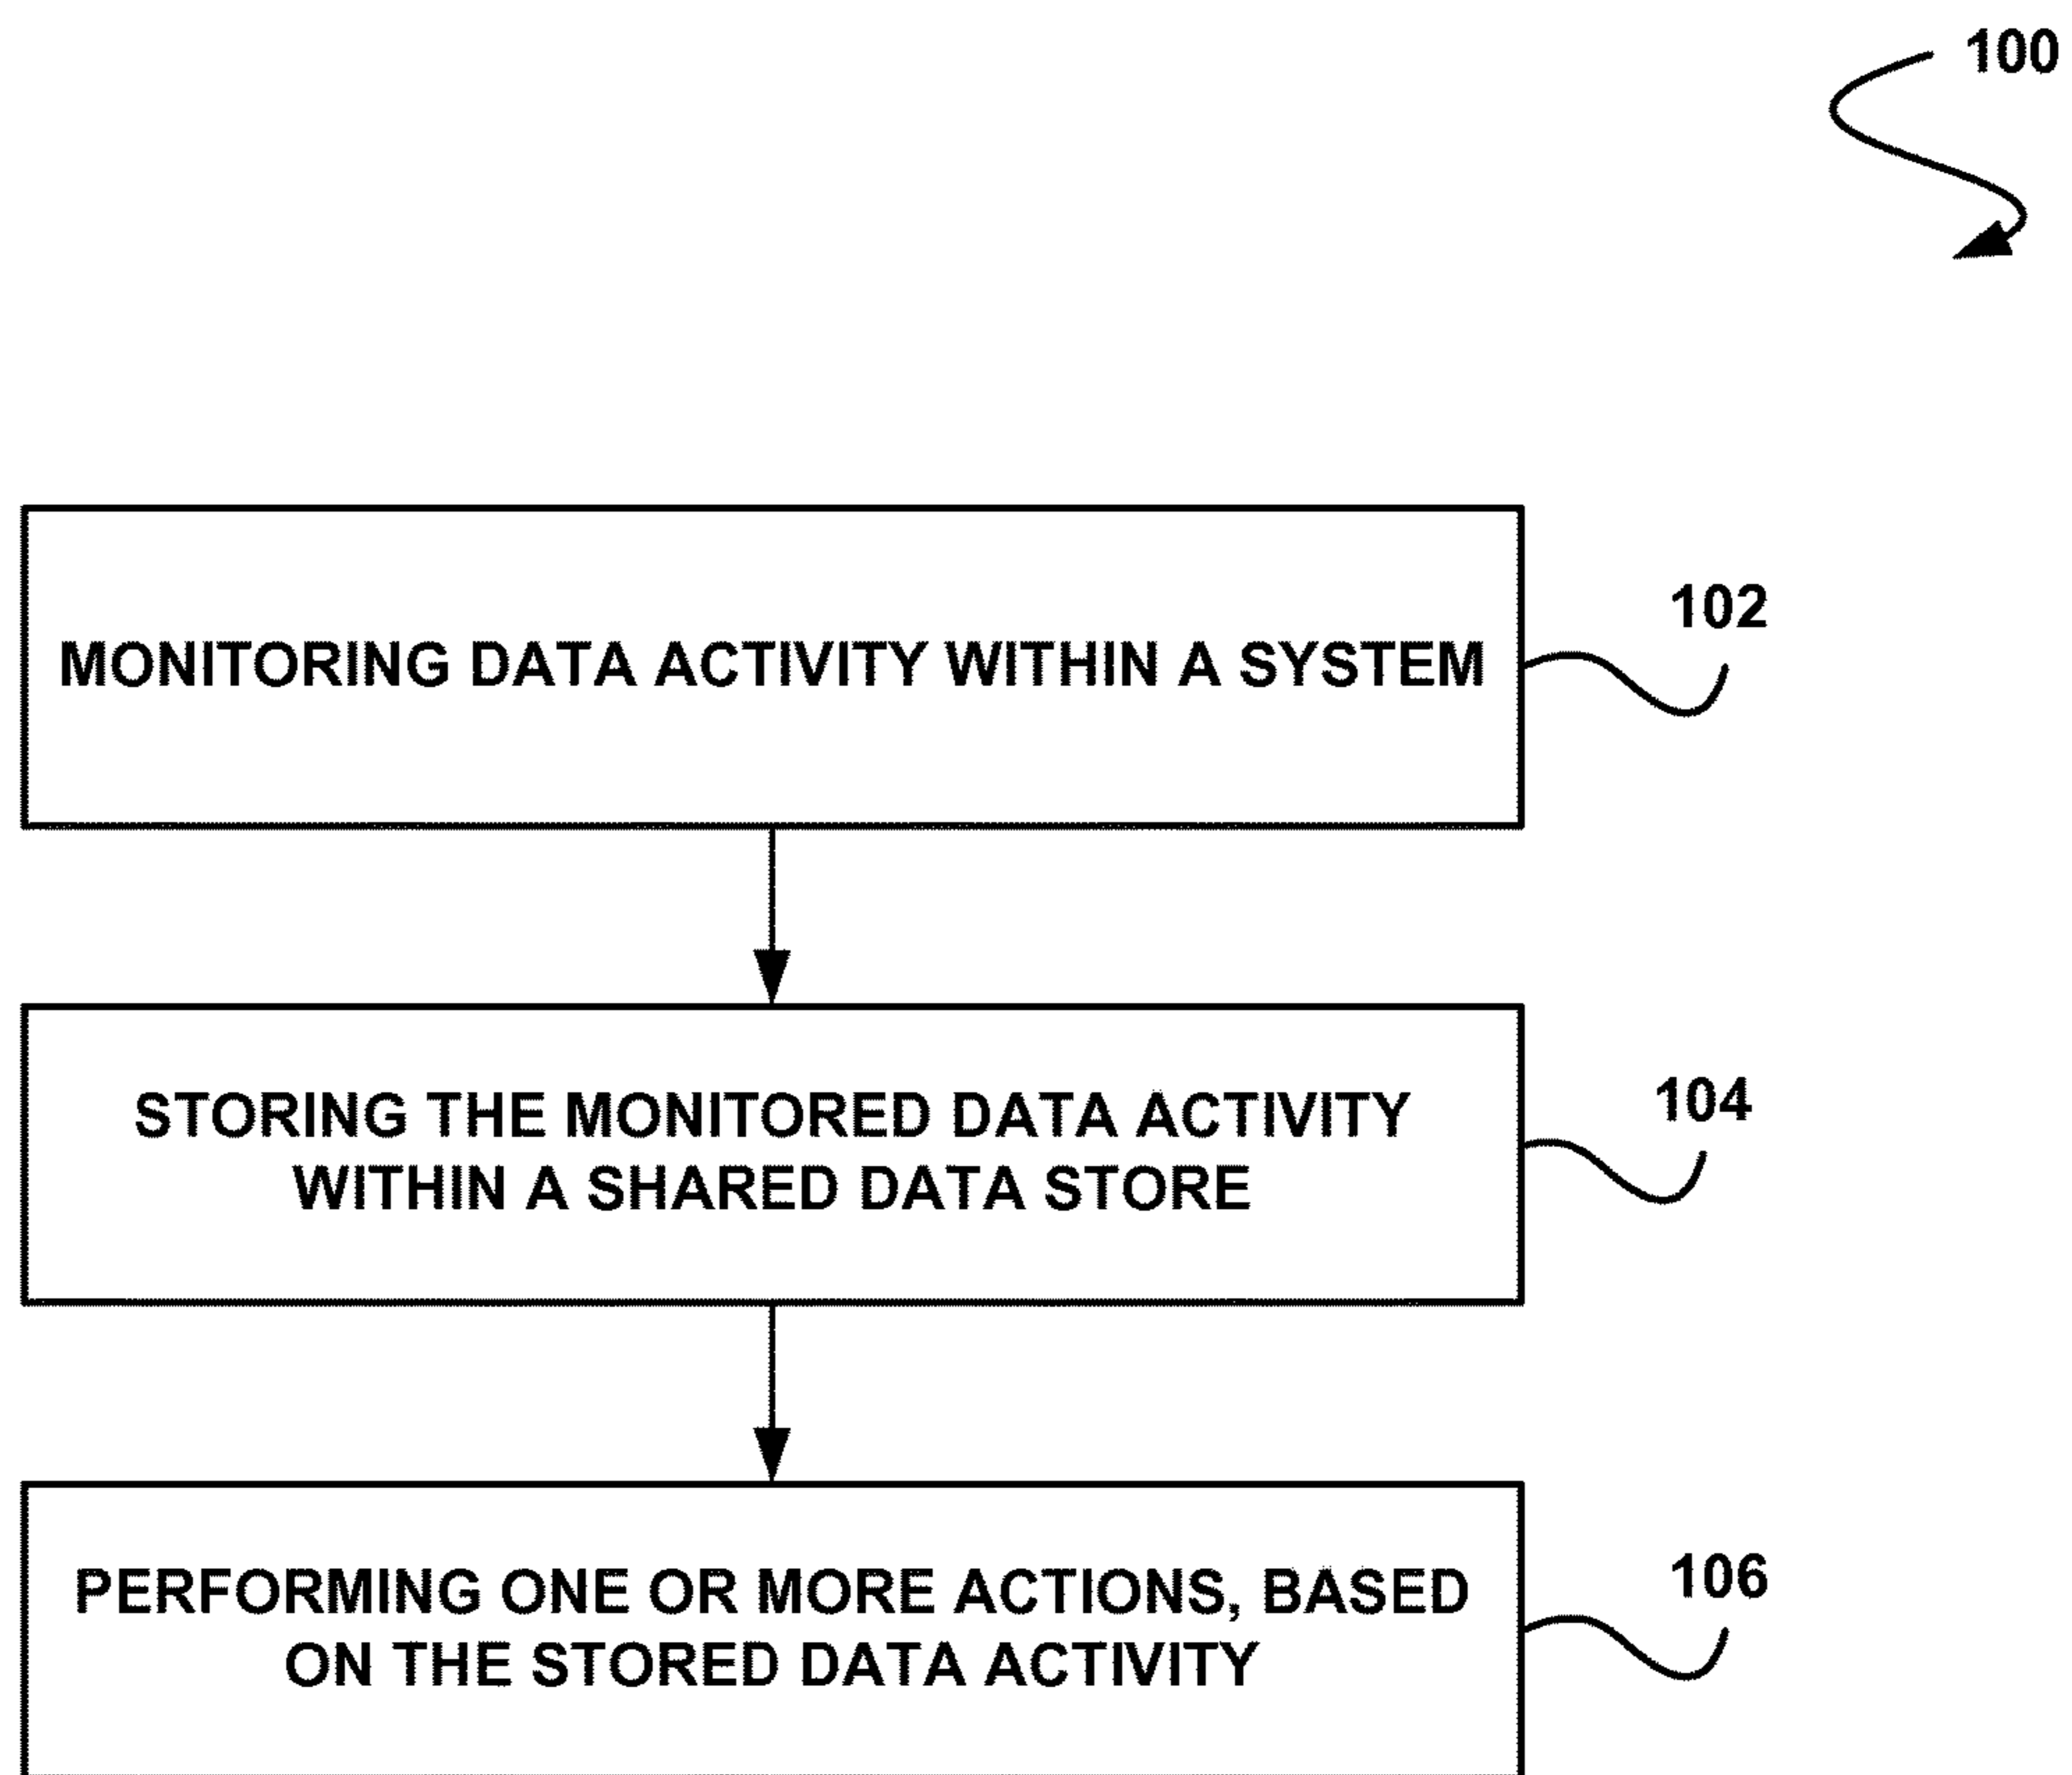 100
MONITORING DATA ACTIVITY WITHIN A SYSTEM
102
STORING THE MONITORED DATA ACTIVITY
WITHIN A SHARED DATA STORE
104
PERFORMING ONE OR MORE ACTIONS, BASED
ON THE STORED DATA ACTIVITY
106